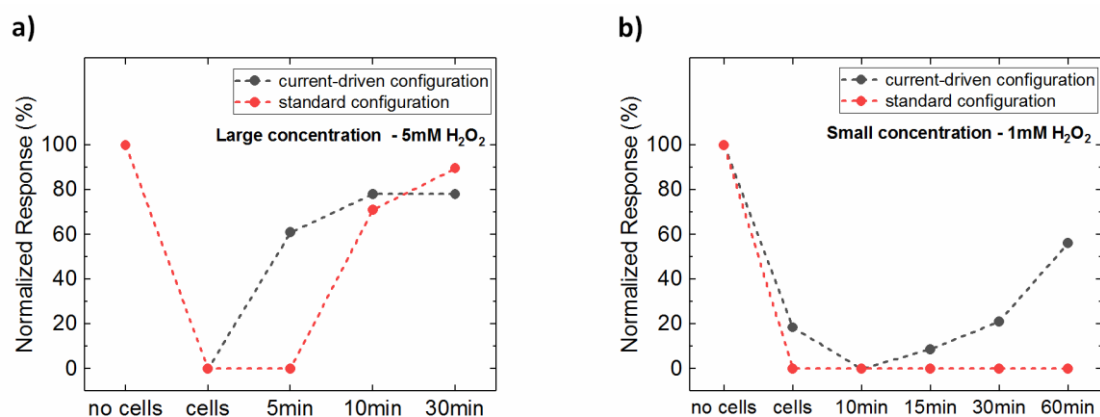 a)
current-driven configuration
standard configuration
Large concentration - 5mM H₂O₂
Normalized Response (%)
100
80
60
40
20
0
no cells cells 5min 10min 30min
b)
current-driven configuration
standard configuration
Small concentration - 1mM H₂O₂
Normalized Response (%)
100
80
60
40
20
0
no cells cells 10min 15min 30min 60min